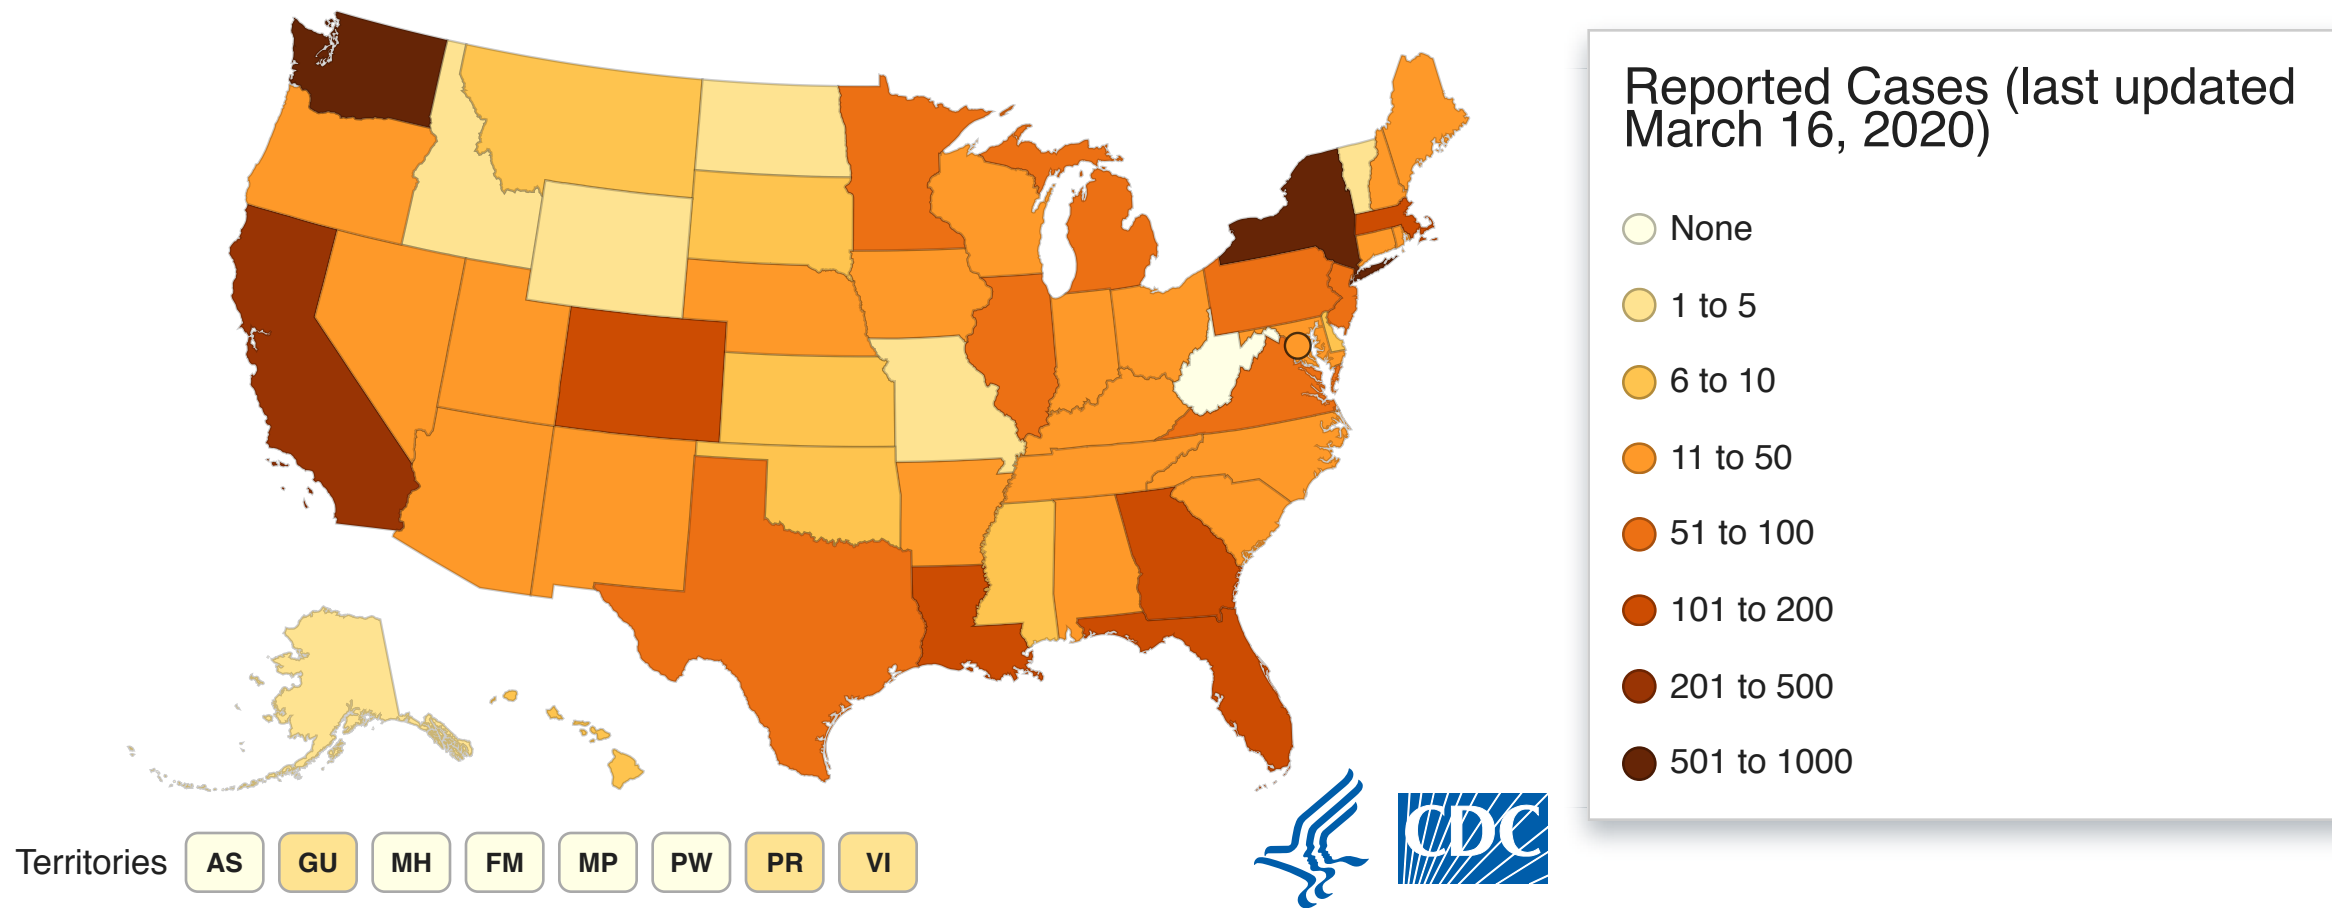 Reported Cases (last updated
March 16, 2020)
None
1 to 5
6 to 10
11 to 50
51 to 100
101 to 200
201 to 500
501 to 1000
CDC
Territories AS GU MH FM MP PW PR VI